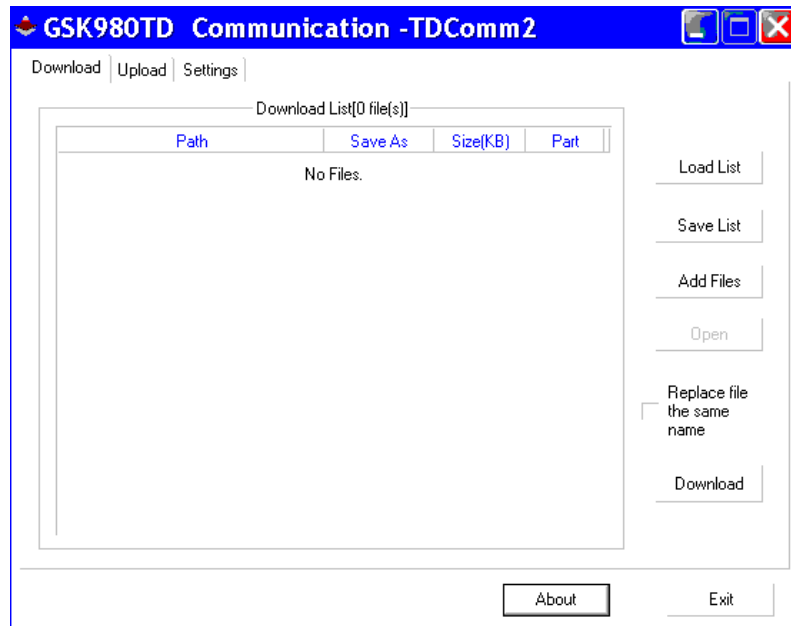 GSK980TD Communication -TDComm2
Download Upload Settings
Download List[0 file(s)]
Path Save As Size(KB) Part
No Files.
Load List
Save List
Add Files
Open
Replace file
the same
name
Download
About Exit